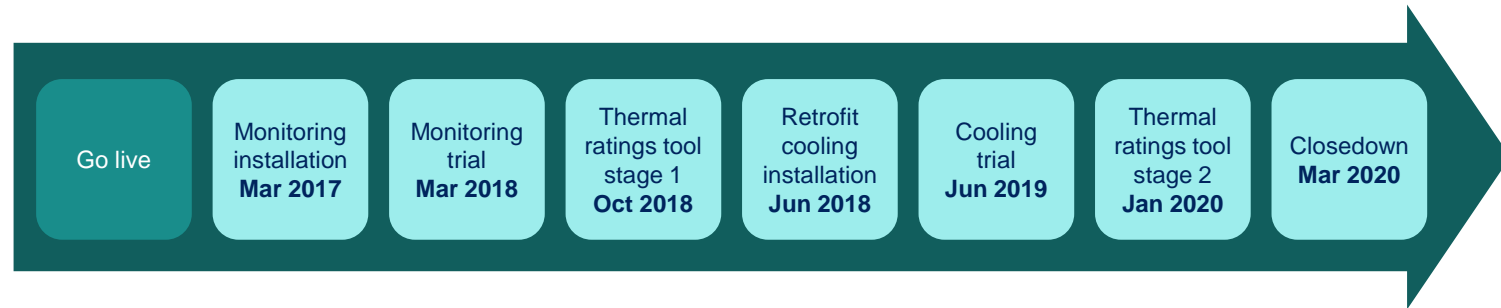 Go live
Monitoring
installation
Mar 2017
Monitoring
trial
Mar 2018
Thermal
ratings tool
stage 1
Oct 2018
Retrofit
cooling
installation
Jun 2018
Cooling
trial
Jun 2019
Thermal
ratings tool
stage 2
Jan 2020
Closedown
Mar 2020